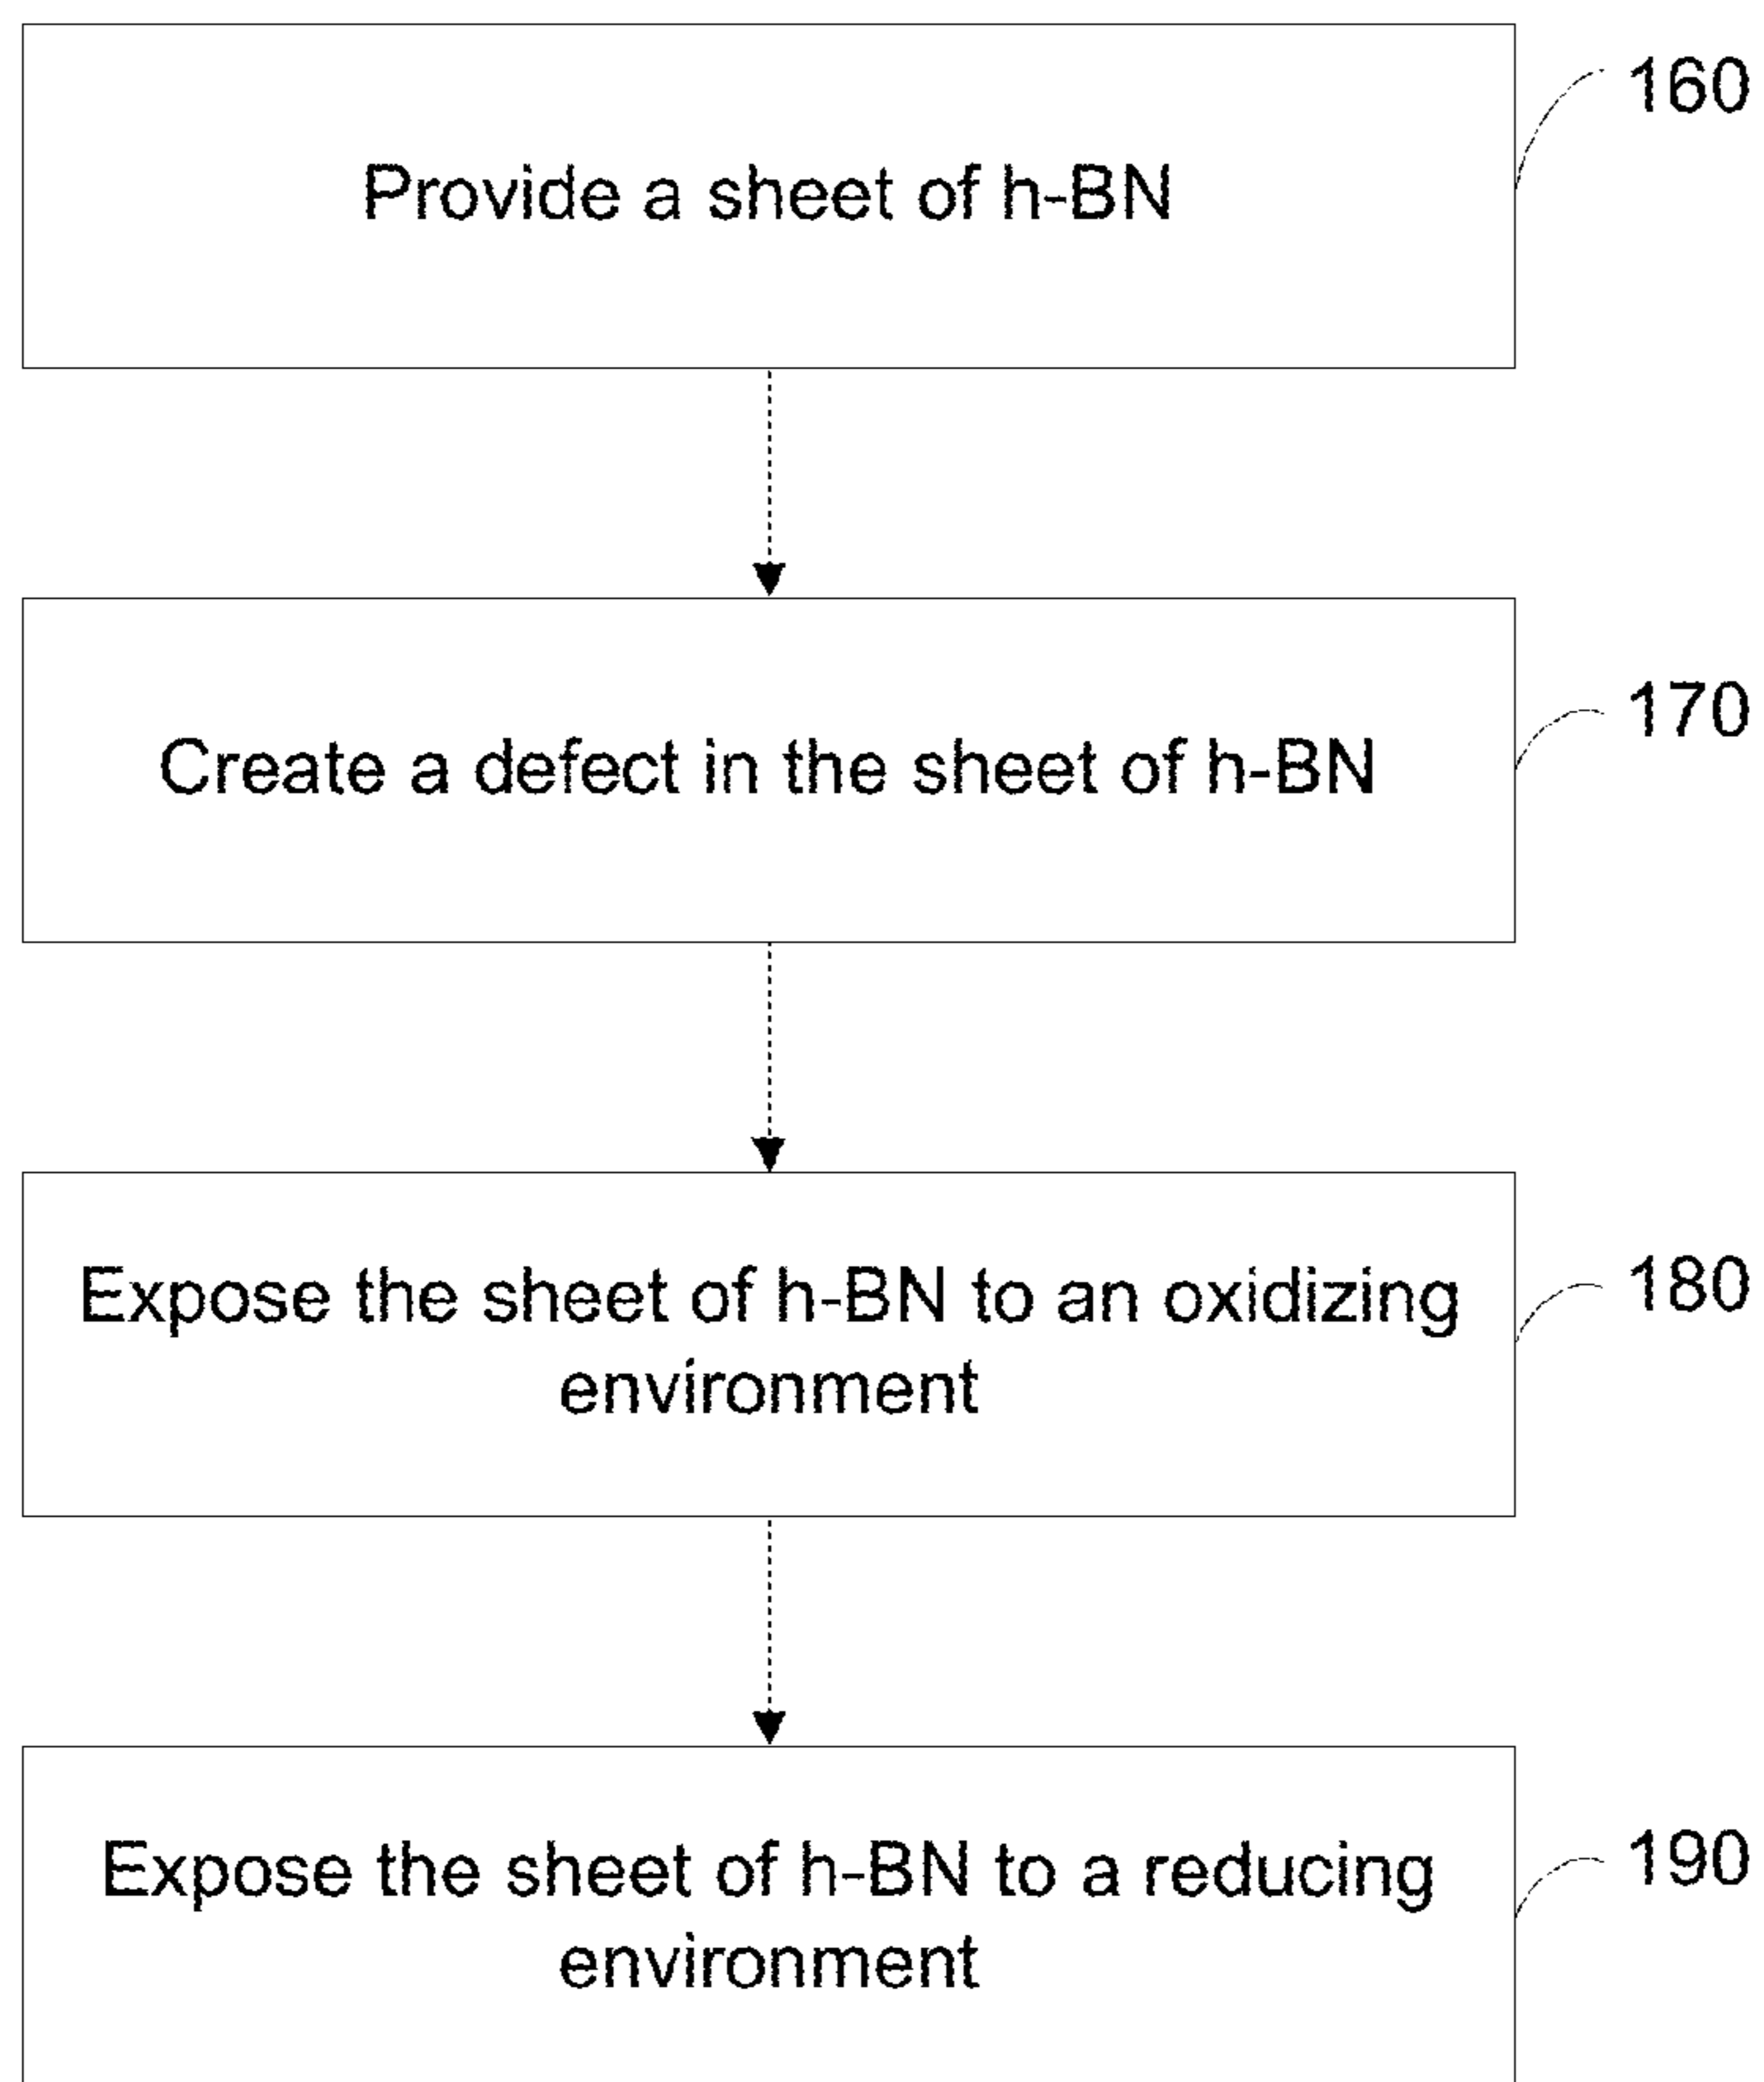 160
Provide a sheet of h-BN
170
Create a defect in the sheet of h-BN
180
Expose the sheet of h-BN to an oxidizing
environment
190
Expose the sheet of h-BN to a reducing
environment